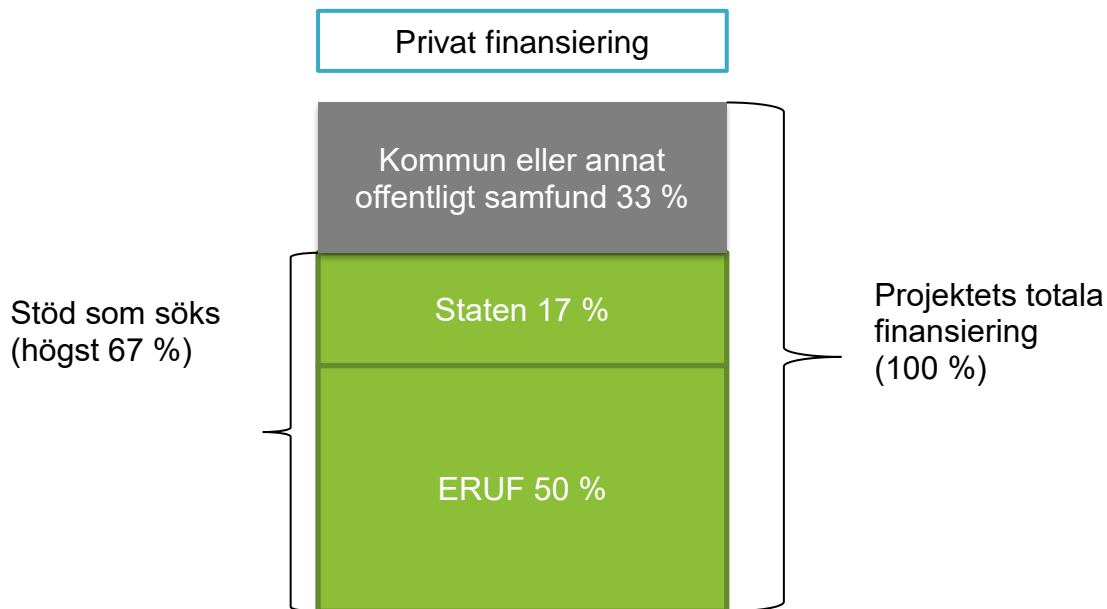 Privat finansiering
Kommun eller annat
offentligt samfund 33 %
Staten 17 %
Stöd som söks
(högst 67 %)
Projektets totala
finansiering
(100 %)
ERUF 50 %